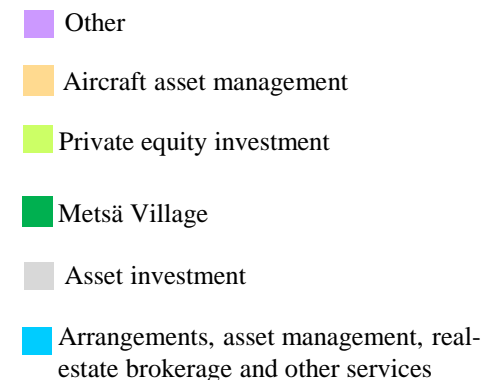 Other
Aircraft asset management
Private equity investment
Metsä Village
Asset investment
Arrangements, asset management, real-
estate brokerage and other services